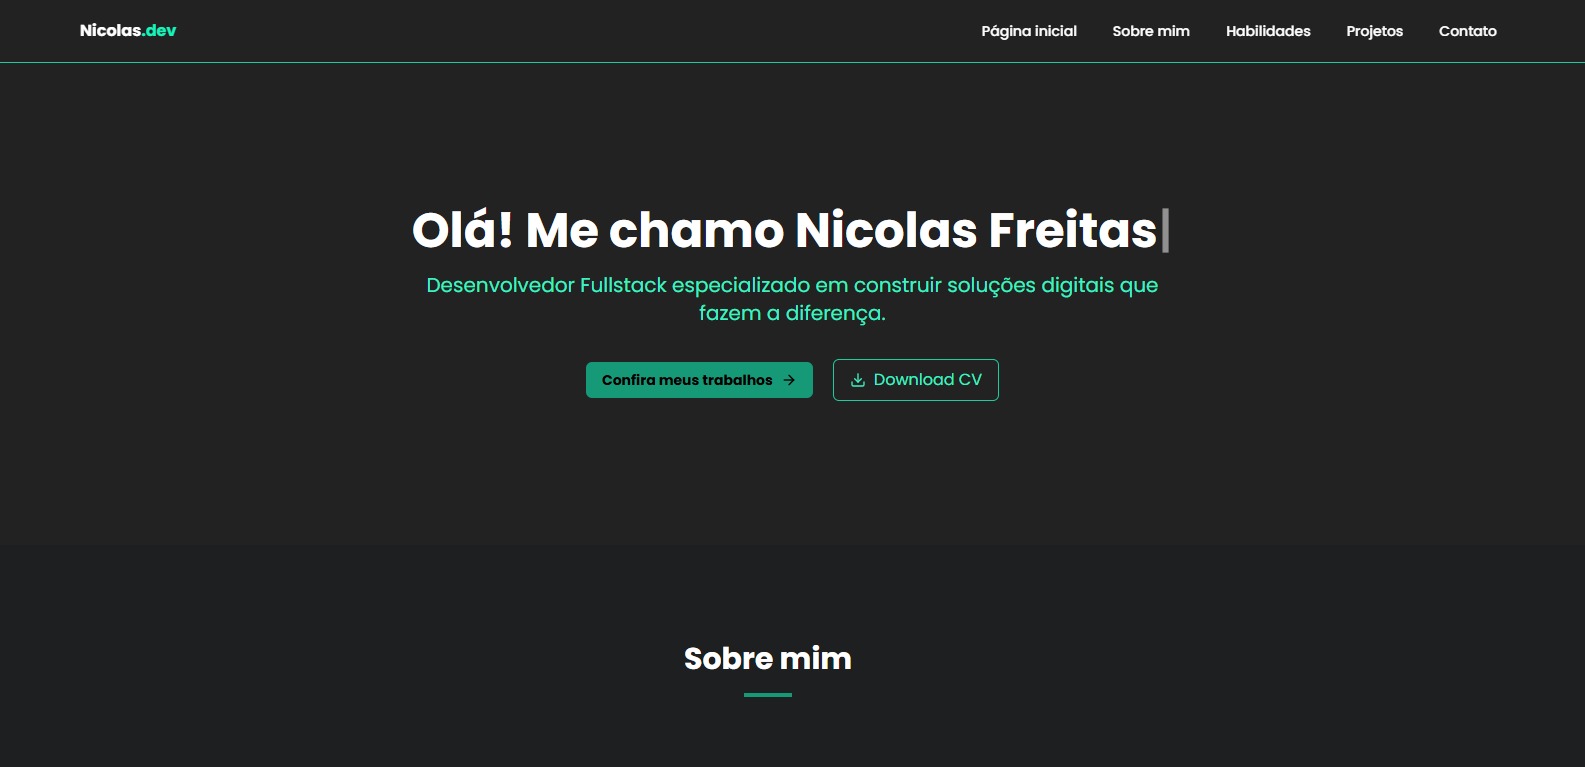 Nicolas.dev
Página inicial Sobre mim Habilidades Projetos Contato
Olá! Me chamo Nicolas Freitas|
Desenvolvedor Fullstack especializado em construir soluções digitais que
fazem a diferença.
Confira meus trabalhos →
Download CV
Sobre mim